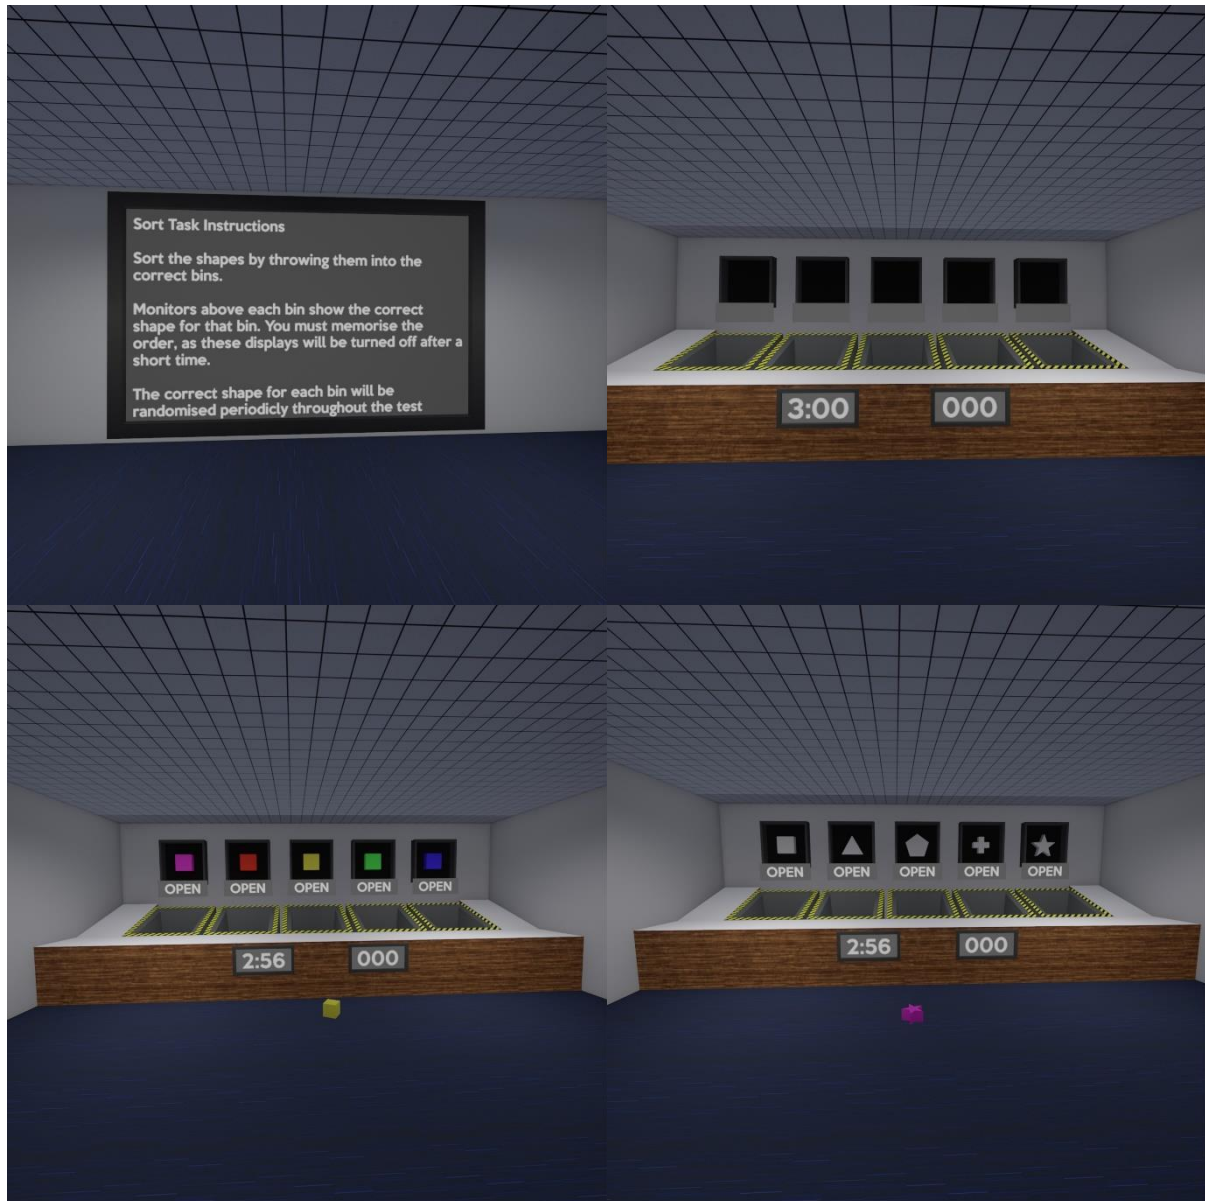 Sort Task Instructions
Sort the shapes by throwing them into the
correct bins.
Monitors above each bin show the correct
shape for that bin. You must memorise the
order, as these displays will be turned off after a
short time.
The correct shape for each bin will be
randomised periodicly throughout the test
3:00 000
OPEN OPEN OPEN OPEN OPEN
2:56 000
OPEN OPEN OPEN OPEN OPEN
2:56 000